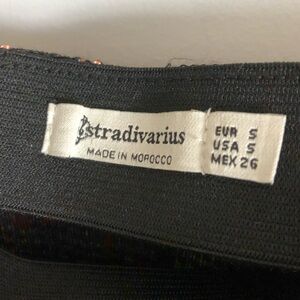 stradivarius
MADE IN MOROCCO
EUR S
USA S
MEX 26